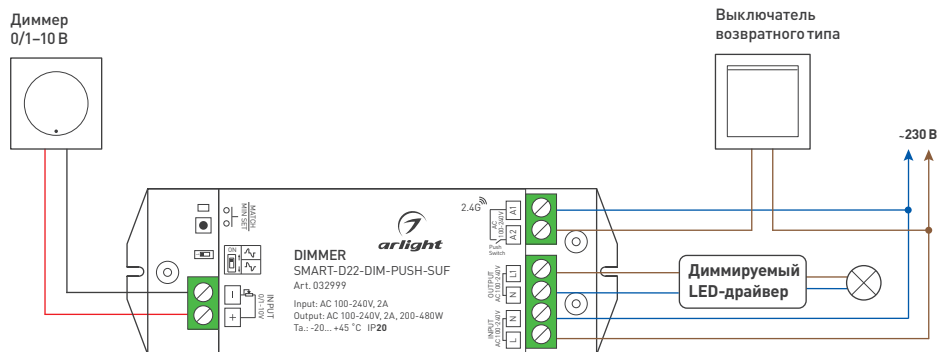 Диммер
0/1–10 В
Выключатель
возвратного типа
~230 В
MATCH
MIN SET
ON
INPUT
0/1-10V
arlight
DIMMER
SMART-D22-DIM-PUSH-SUF
Art. 032999
Input: AC 100-240V, 2A
Output: AC 100-240V, 2A, 200-480W
Ta.: -20... +45 ˚C IP20
2.4G
AC
100-240V
A1
A2
Push
Switch
OUTPUT
AC 100-240V
L1
N
INPUT
AC 100-240V
N
L
Диммируемый
LED-драйвер